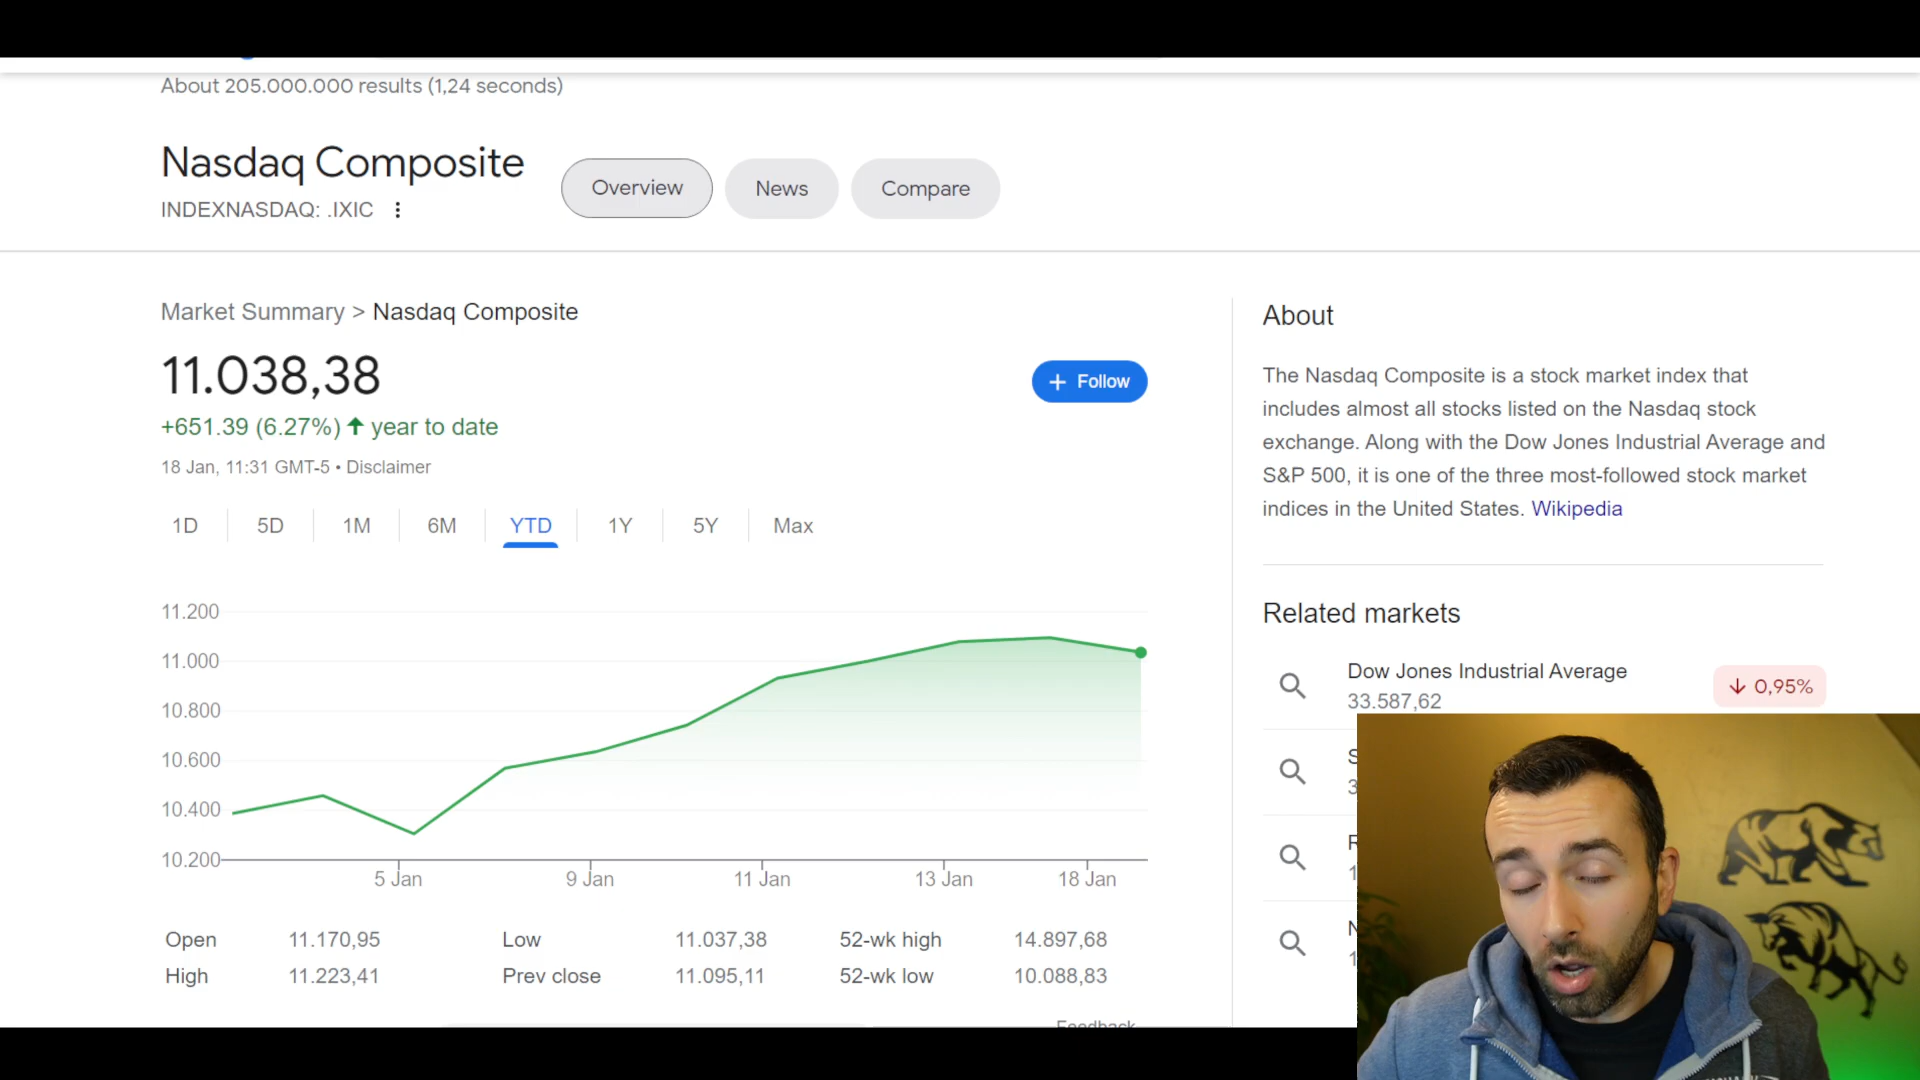 About 205.000.000 results (1,24 seconds)
Nasdaq Composite
INDEXNASDAQ: .IXIC
Overview
News
Compare
Market Summary > Nasdaq Composite
11.038,38
+651.39 (6.27%) ↑ year to date
18 Jan, 11:31 GMT-5 • Disclaimer
+ Follow
1D 5D 1M 6M YTD 1Y 5Y Max
11.200
11.000
10.800
10.600
10.400
10.200
5 Jan 9 Jan 11 Jan 13 Jan 18 Jan
Open 11.170,95 Low 11.037,38 52-wk high 14.897,68
High 11.223,41 Prev close 11.095,11 52-wk low 10.088,83
Feedback
About
The Nasdaq Composite is a stock market index that
includes almost all stocks listed on the Nasdaq stock
exchange. Along with the Dow Jones Industrial Average and
S&P 500, it is one of the three most-followed stock market
indices in the United States. Wikipedia
Related markets
Dow Jones Industrial Average
33.587,62
↓ 0,95%